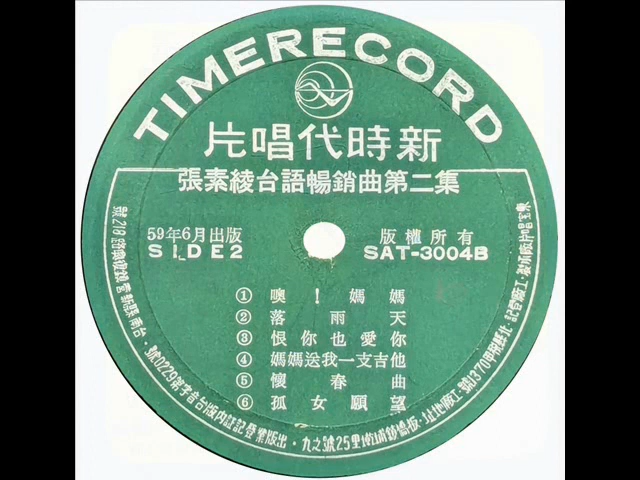 TIMERECORD
新時代唱片
張素綾台語暢銷曲第二集
59年6月出版
版權所有
SIDE2
SAT-3004B
① 噢！媽媽
② 落雨天
③ 恨你也愛你
④ 媽媽送我一支吉他
⑤ 懷春曲
⑥ 孤女願望